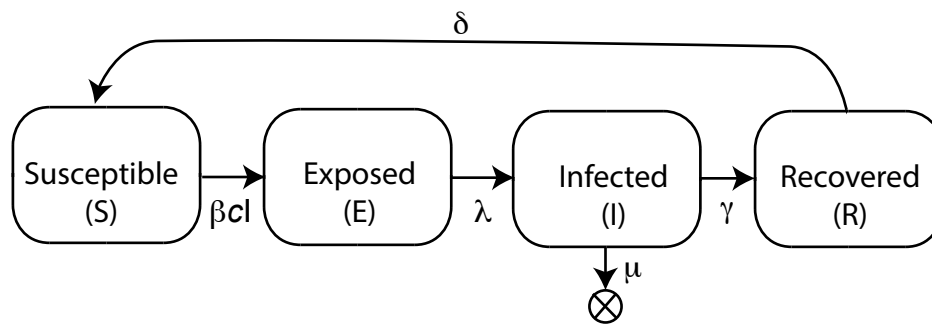 δ
Susceptible
(S)
βcI
Exposed
(E)
λ
Infected
(I)
μ
γ
Recovered
(R)